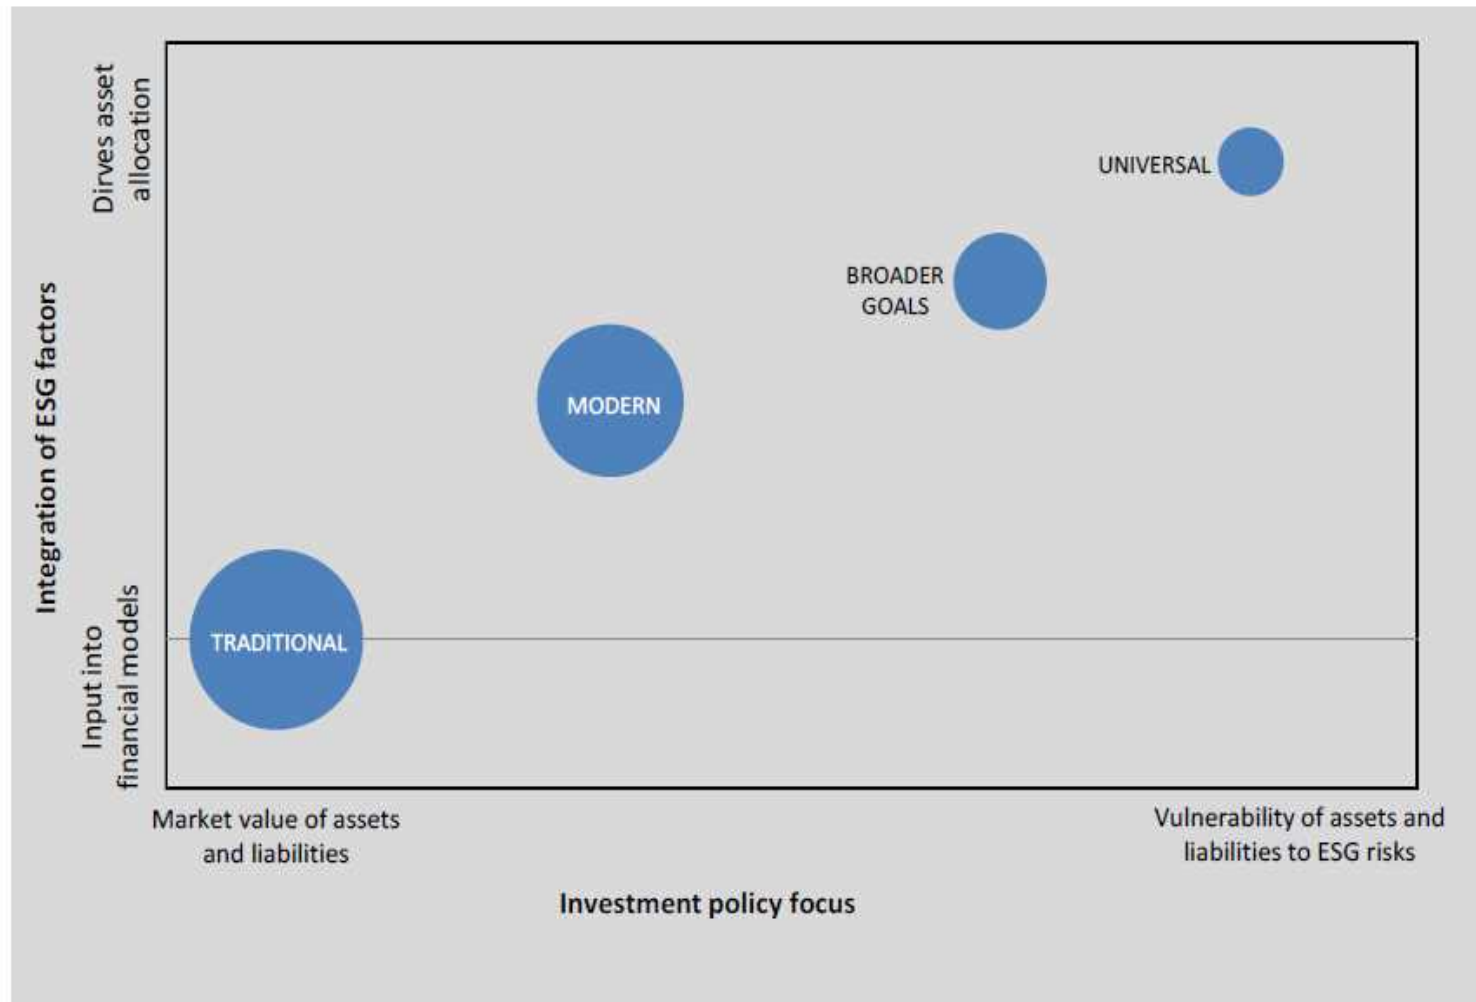 Dirves asset
allocation
UNIVERSAL
BROADER
GOALS
Integration of ESG factors
MODERN
Input into
financial models
TRADITIONAL
Market value of assets
and liabilities
Vulnerability of assets and
liabilities to ESG risks
Investment policy focus